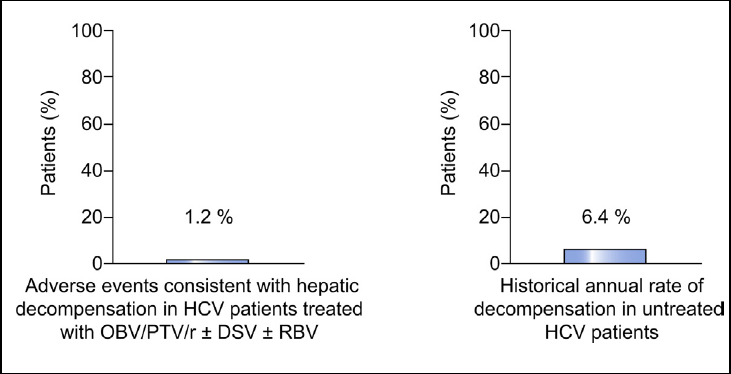 100
80
60
40
20
0
Patients (%)
1.2 %
Adverse events consistent with hepatic
decompensation in HCV patients treated
with OBV/PTV/r ± DSV ± RBV
100
80
60
40
20
0
Patients (%)
6.4 %
Historical annual rate of
decompensation in untreated
HCV patients